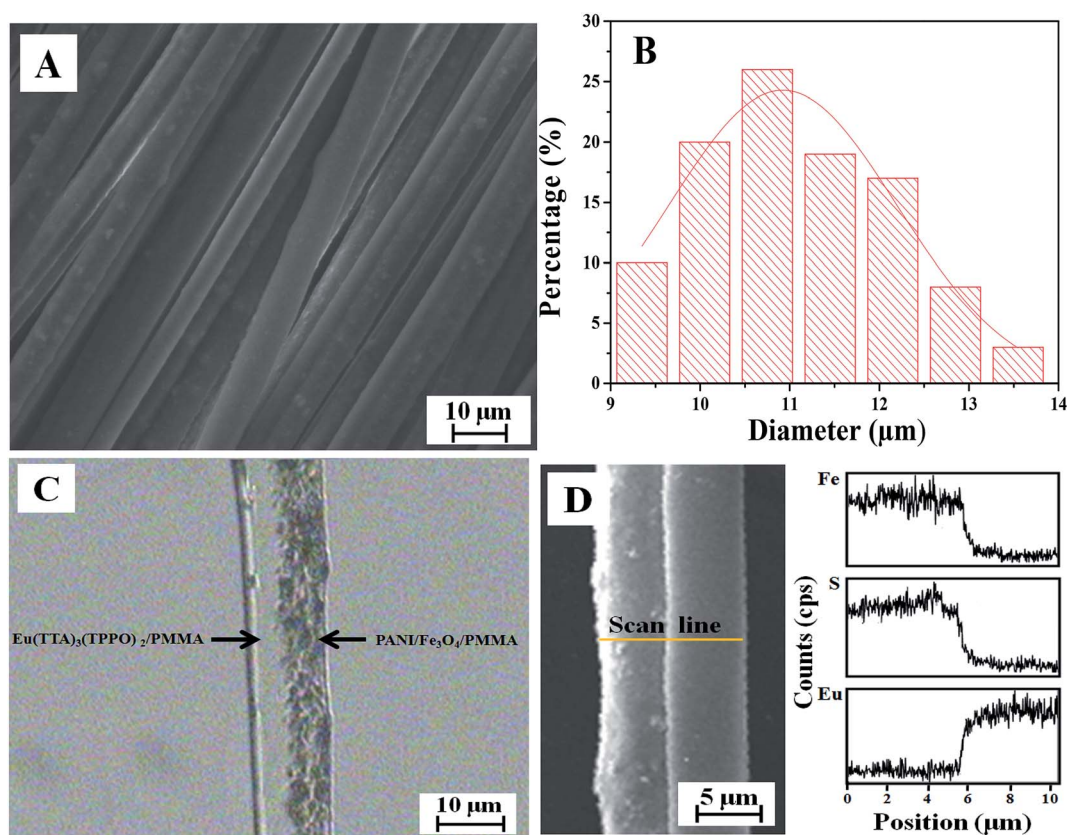 A
10 μm
B
Percentage (%)
30
25
20
15
10
5
0
9 10 11 12 13 14
Diameter (μm)
C
Eu(TTA)₃(TPPO)₂/PMMA
PANI/Fe₃O₄/PMMA
10 μm
D
Scan line
5 μm
Counts (cps)
Fe
S
Eu
0 2 4 6 8 10
Position (μm)